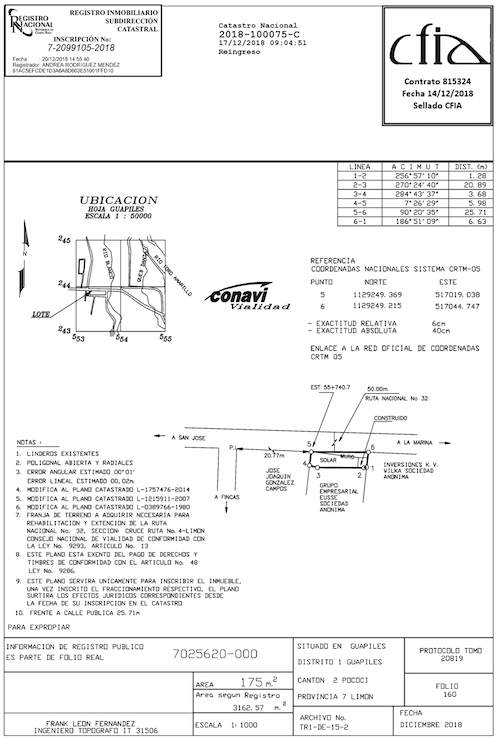 REGISTRO INMOBILIARIO
SUBDIRECCIÓN
CATASTRAL
REGISTRO
NACIONAL
INSCRIPCIÓN No:
7-2099105-2018
Fecha : 20/12/2018 14:55:40
Registrador: ANDREA RODRIGUEZ MENDEZ
61AC5EFCDE1D3A6A8D603E51001FFD10
Catastro Nacional
2018-100075-C
17/12/2018 09:04:51
Reingreso
cfia
Contrato 815324
Fecha 14/12/2018
Sellado CFIA
LINEA A C I M U T DIST. (m)
1-2 256°57'10" 1.28
2-3 270°24'40" 20.89
3-4 284°43'37" 3.68
4-5 7°26'29" 5.98
5-6 90°20'35" 25.71
6-1 186°51'09" 6.63
UBICACION
HOJA GUAPILES
ESCALA 1 : 50000
245
244
243
553
554
555
RIO BLANCO
RIO TORO AMARILLO
LOTE
conavi
Vialidad
REFERENCIA
COORDENADAS NACIONALES SISTEMA CRTM-05
PUNTO NORTE ESTE
5 1129249.369 517019.038
6 1129249.215 517044.747
- EXACTITUD RELATIVA 6cm
- EXACTITUD ABSOLUTA 40cm
ENLACE A LA RED OFICIAL DE COORDENADAS
CRTM 05
EST 55+740.7
50.00m
RUTA NACIONAL No 32
CONSTRUIDO
A SAN JOSE
A LA MARINA
P.I
20.77m
5
6
SOLAR
MURO
4
3
2
1
JOSE
JOAQUIN
GONZALEZ
CAMPOS
A FINCAS
GRUPO
EMPRESARIAL
EUSSE
SOCIEDAD
ANONIMA
INVERSIONES K.V.
VILKA SOCIEDAD
ANONIMA
NOTAS :
1. LINDEROS EXISTENTES
2. POLIGONAL ABIERTA Y RADIALES
3. ERROR ANGULAR ESTIMADO 00°01'
ERROR LINEAL ESTIMADO 00,02m.
4. MODIFICA AL PLANO CATASTRADO L-1757476-2014
5. MODIFICA AL PLANO CATASTRADO L-1215911-2007
6. MODIFICA AL PLANO CATASTRADO L-0389766-1980
7. FRANJA DE TERRENO A ADQUIRIR NECESARIA PARA
REHABILITACION Y EXTENCION DE LA RUTA
NACIONAL No. 32, SECCION: CRUCE RUTA No.4-LIMON
CONSEJO NACIONAL DE VIALIDAD DE CONFORMIDAD CON
LA LEY No. 9293, ARTICULO No. 13
8. ESTE PLANO ESTA EXENTO DEL PAGO DE DERECHOS Y
TIMBRES DE CONFORMIDAD CON EL ARTICULO No. 48
LEY No. 9286.
9. ESTE PLANO SERVIRA UNICAMENTE PARA INSCRIBIR EL INMUEBLE,
UNA VEZ INSCRITO EL FRACCIONAMIENTO RESPECTIVO, EL PLANO
SURTIRA LOS EFECTOS JURIDICOS CORRESPONDIENTES DESDE
LA FECHA DE SU INSCRIPCION EN EL CATASTRO
10. FRENTE A CALLE PUBLICA 25.71m
PARA EXPROPIAR
INFORMACION DE REGISTRO PUBLICO
ES PARTE DE FOLIO REAL
7025620-000
AREA 175 m.2
Area segun Registro
3162.57 m.2
FRANK LEON FERNANDEZ
INGENIERO TOPOGRAFO IT 31506
ESCALA 1:1000
SITUADO EN GUAPILES
DISTRITO 1 GUAPILES
CANTON 2 POCOCI
PROVINCIA 7 LIMON
ARCHIVO No.
TR1-DE-15-2
PROTOCOLO TOMO
20819
FOLIO
160
FECHA
DICIEMBRE 2018